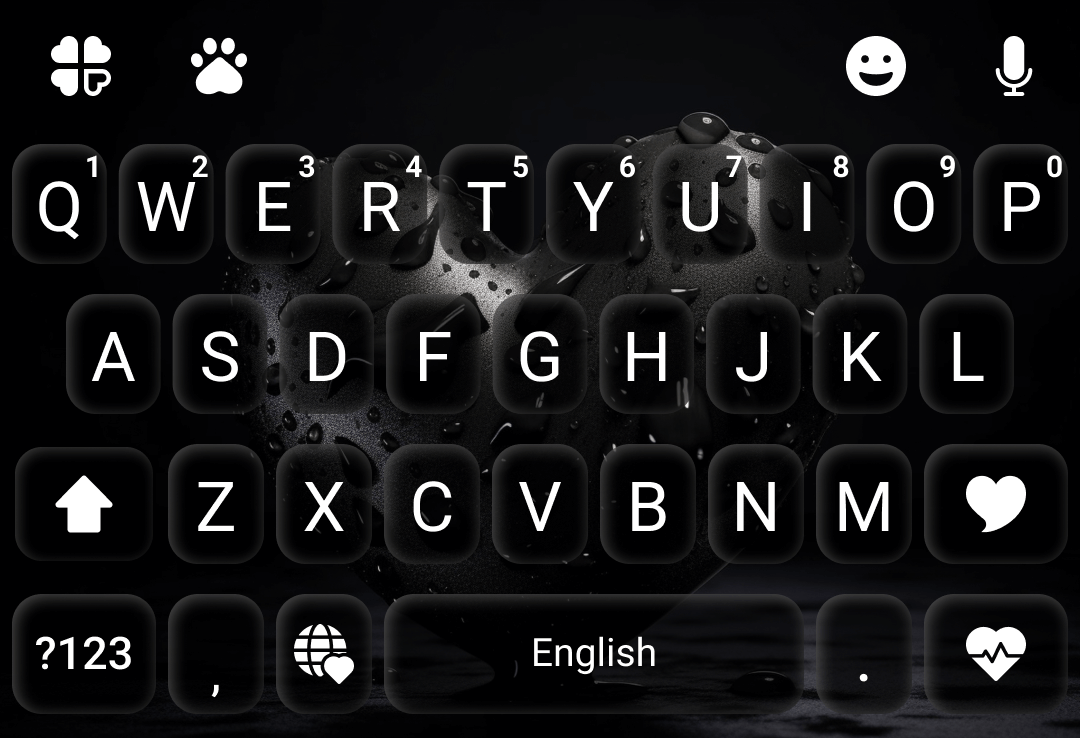 1 2 3 4 5 6 7 8 9 0
Q W E R T Y U I O P
A S D F G H J K L
Z X C V B N M
?123 , English .